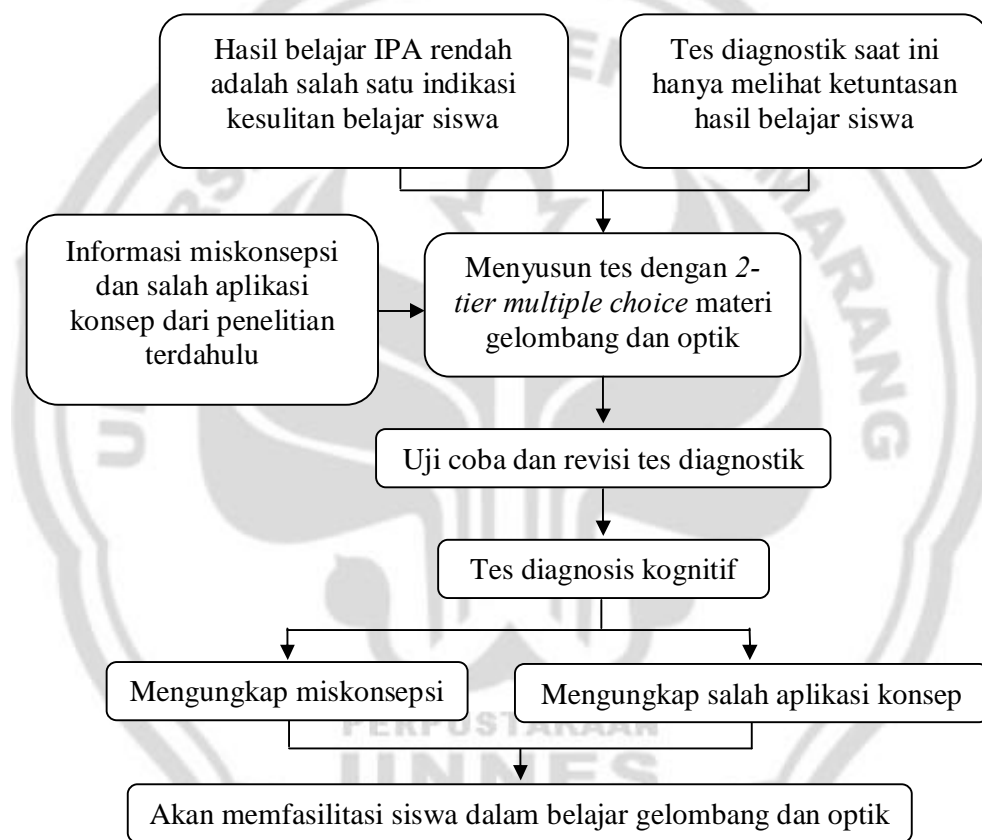 Hasil belajar IPA rendah
adalah salah satu indikasi
kesulitan belajar siswa
Tes diagnostik saat ini
hanya melihat ketuntasan
hasil belajar siswa
Informasi miskonsepsi
dan salah aplikasi
konsep dari penelitian
terdahulu
Menyusun tes dengan 2-
tier multiple choice materi
gelombang dan optik
Uji coba dan revisi tes diagnostik
Tes diagnosis kognitif
Mengungkap miskonsepsi
Mengungkap salah aplikasi konsep
PERPUSTAKAAN
UNNES
Akan memfasilitasi siswa dalam belajar gelombang dan optik